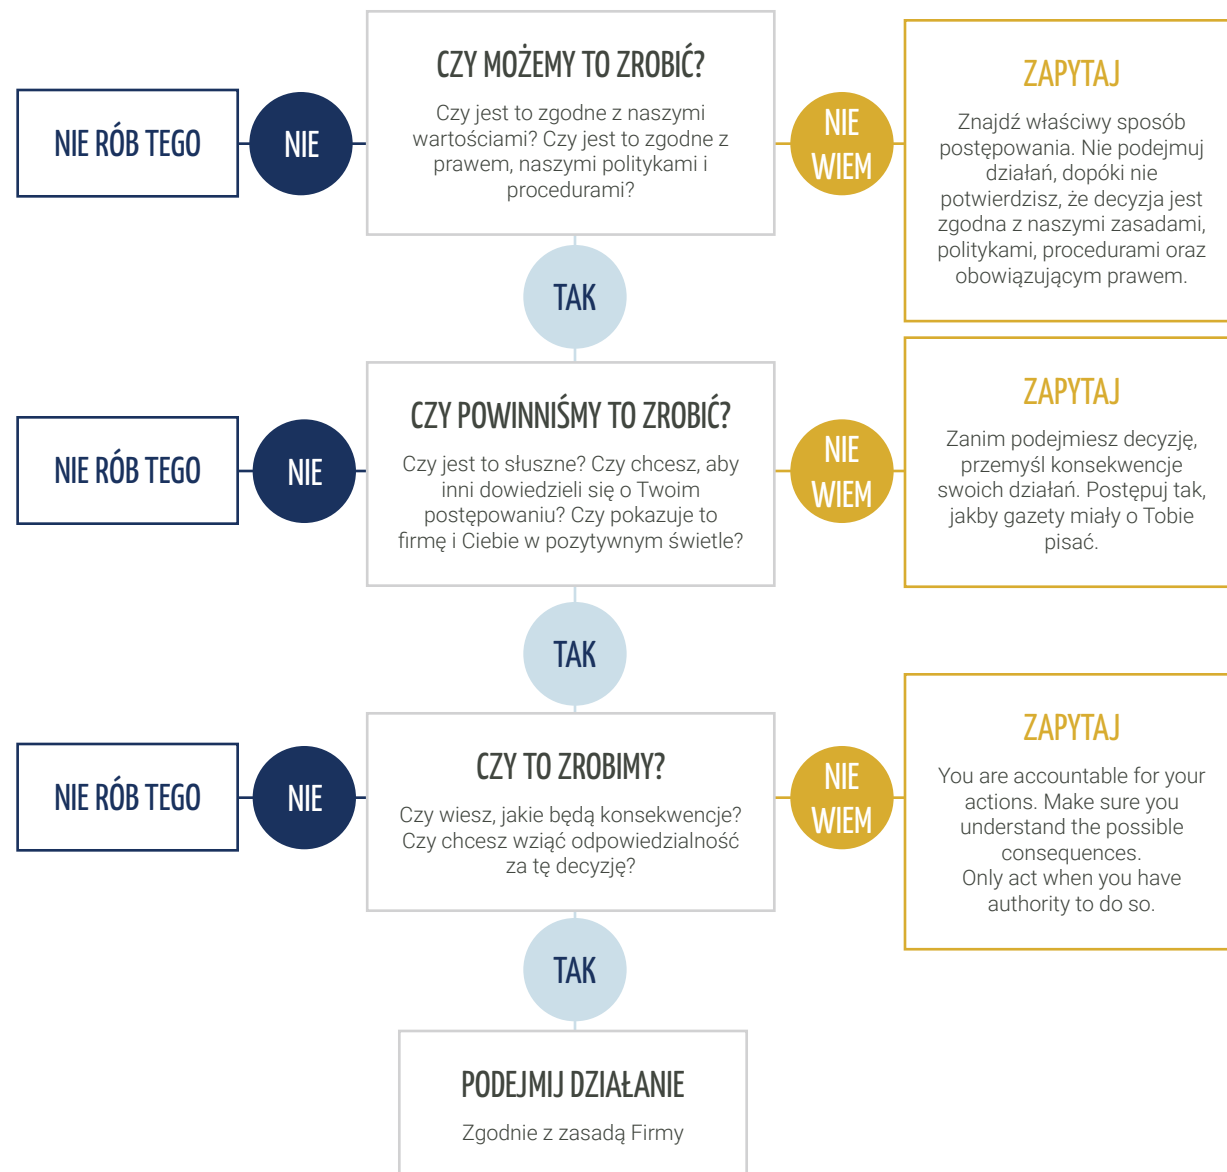 NIE RÓB TEGO
NIE
CZY MOŻEMY TO ZROBIĆ?
Czy jest to zgodne z naszymi
wartościami? Czy jest to zgodne z
prawem, naszymi politykami i
procedurami?
NIE
WIEM
ZAPYTAJ
Znajdź właściwy sposób
postępowania. Nie podejmuj
działań, dopóki nie
potwierdzisz, że decyzja jest
zgodna z naszymi zasadami,
politykami, procedurami oraz
obowiązującym prawem.
TAK
NIE RÓB TEGO
NIE
CZY POWINNIŚMY TO ZROBIĆ?
Czy jest to słuszne? Czy chcesz, aby
inni dowiedzieli się o Twoim
postępowaniu? Czy pokazuje to
firmę i Ciebie w pozytywnym świetle?
NIE
WIEM
ZAPYTAJ
Zanim podejmiesz decyzję,
przemyśl konsekwencje
swoich działań. Postępuj tak,
jakby gazety miały o Tobie
pisać.
TAK
NIE RÓB TEGO
NIE
CZY TO ZROBIMY?
Czy wiesz, jakie będą konsekwencje?
Czy chcesz wziąć odpowiedzialność
za tę decyzję?
NIE
WIEM
ZAPYTAJ
You are accountable for your
actions. Make sure you
understand the possible
consequences.
Only act when you have
authority to do so.
TAK
PODEJMIJ DZIAŁANIE
Zgodnie z zasadą Firmy